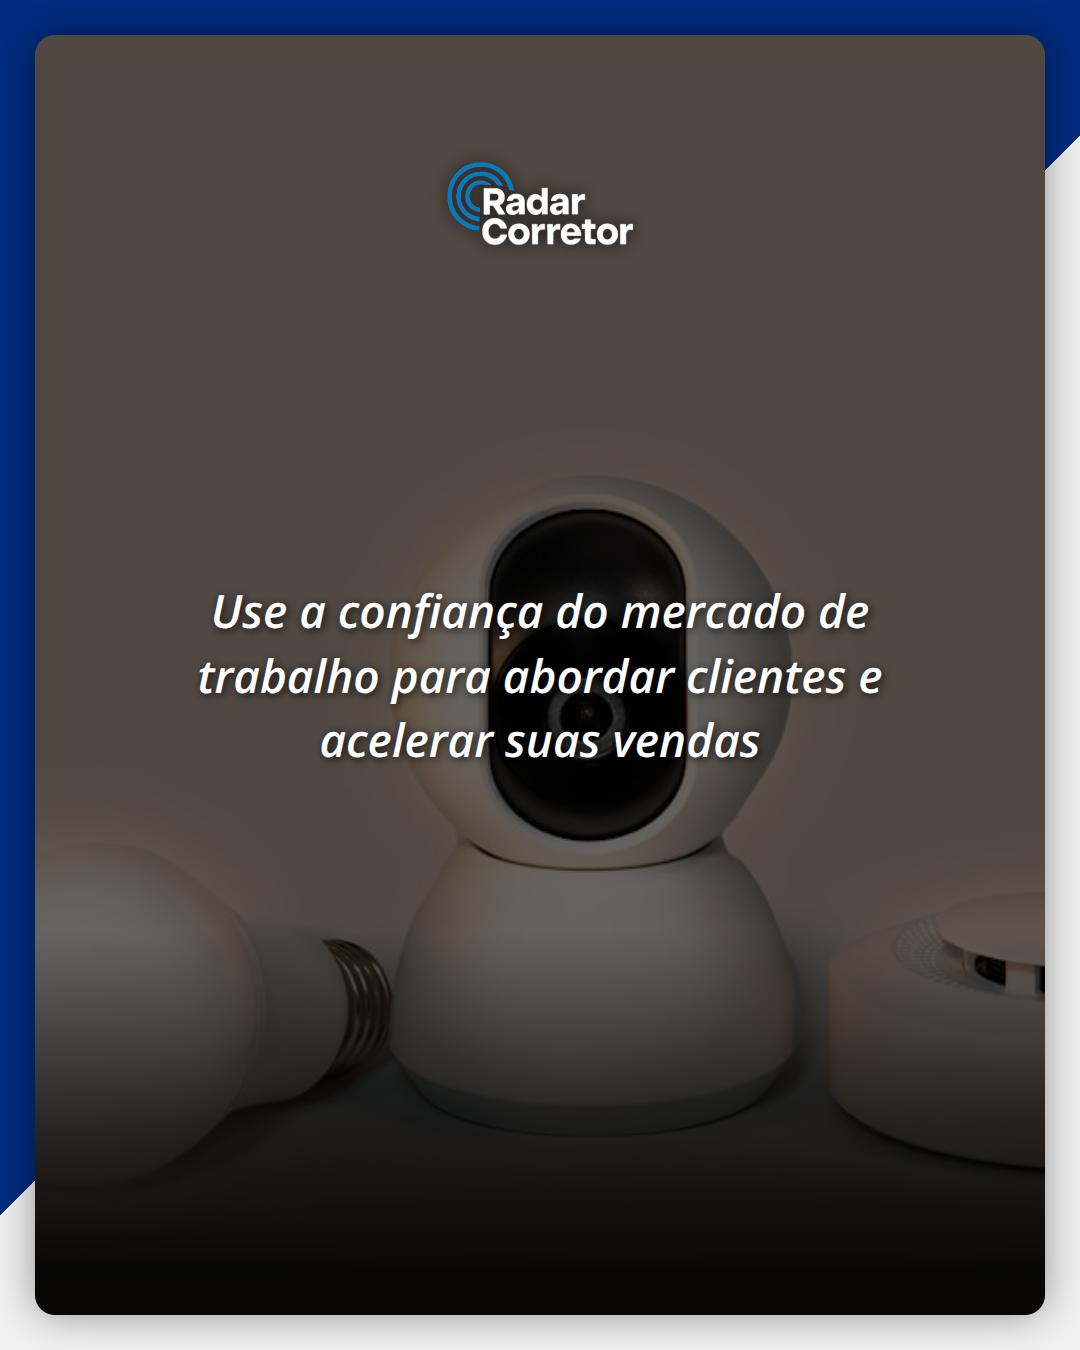 Radar
Corretor
Use a confiança do mercado de
trabalho para abordar clientes e
acelerar suas vendas